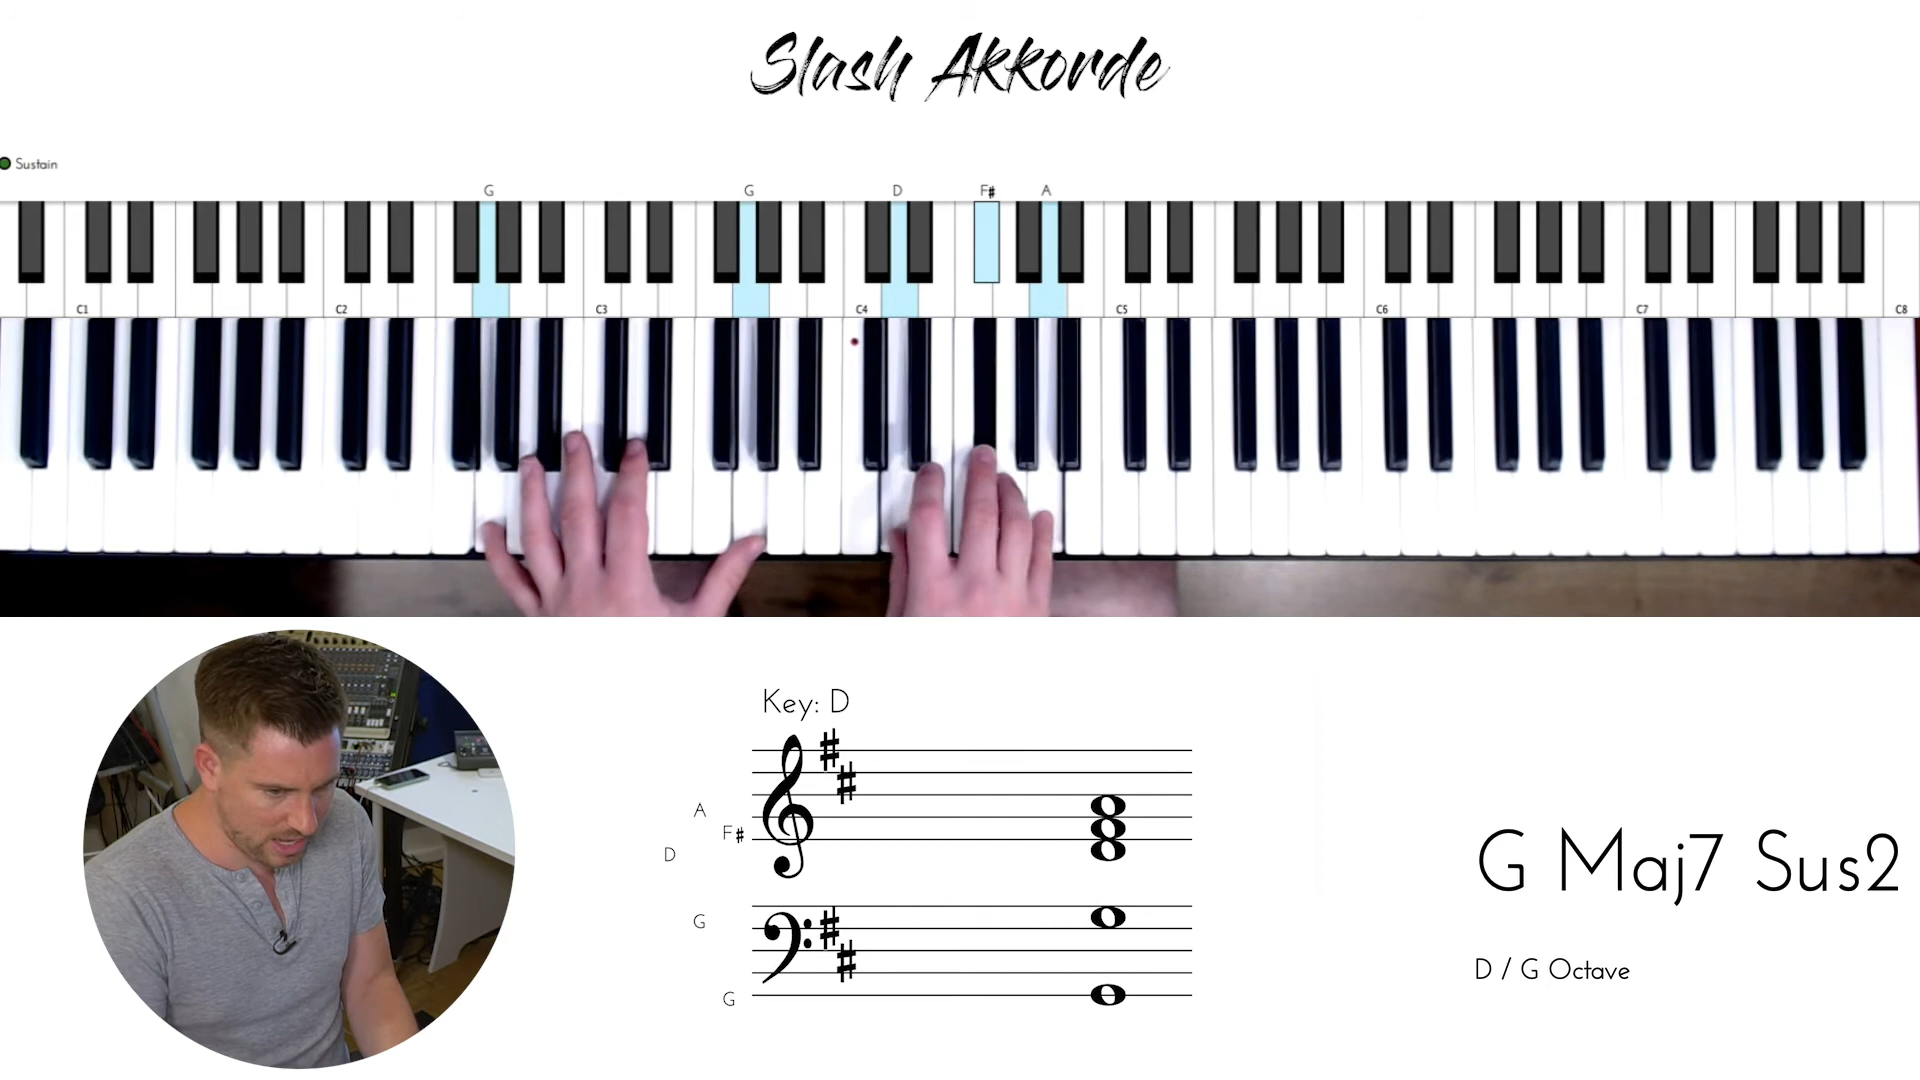 Slash Akkorde
Sustain
G G D F# A
C1 C2 C3 C4 C5 C6 C7 C8
Key: D
A
F#
D
G
G
G Maj7 Sus2
D / G Octave